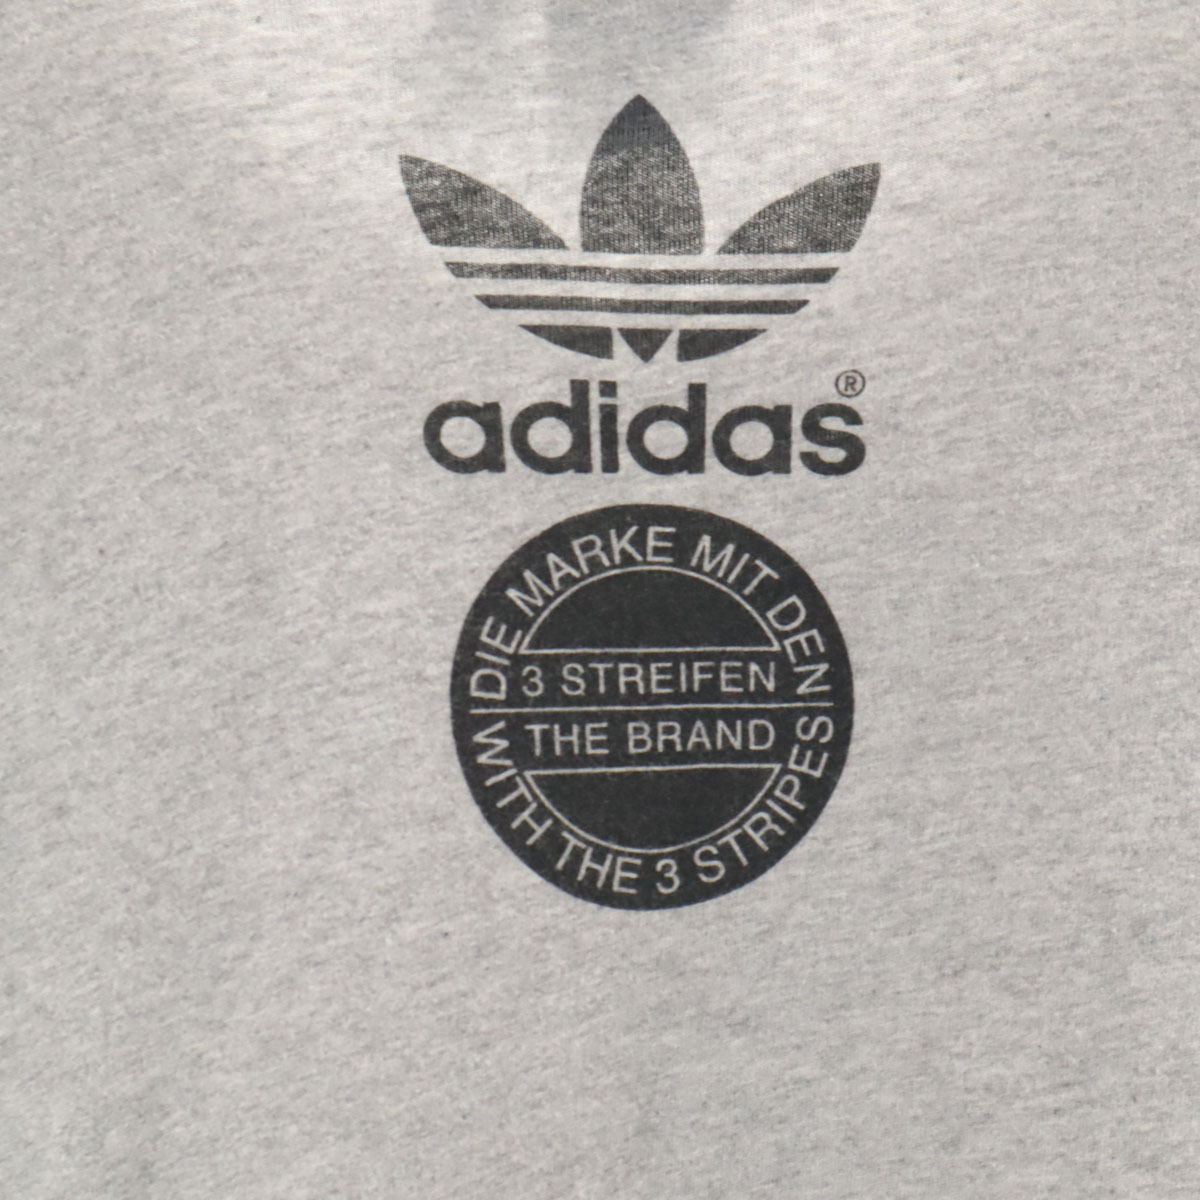 adidas®
DIE MARKE MIT DEN
3 STREIFEN
THE BRAND
WITH THE 3 STRIPES